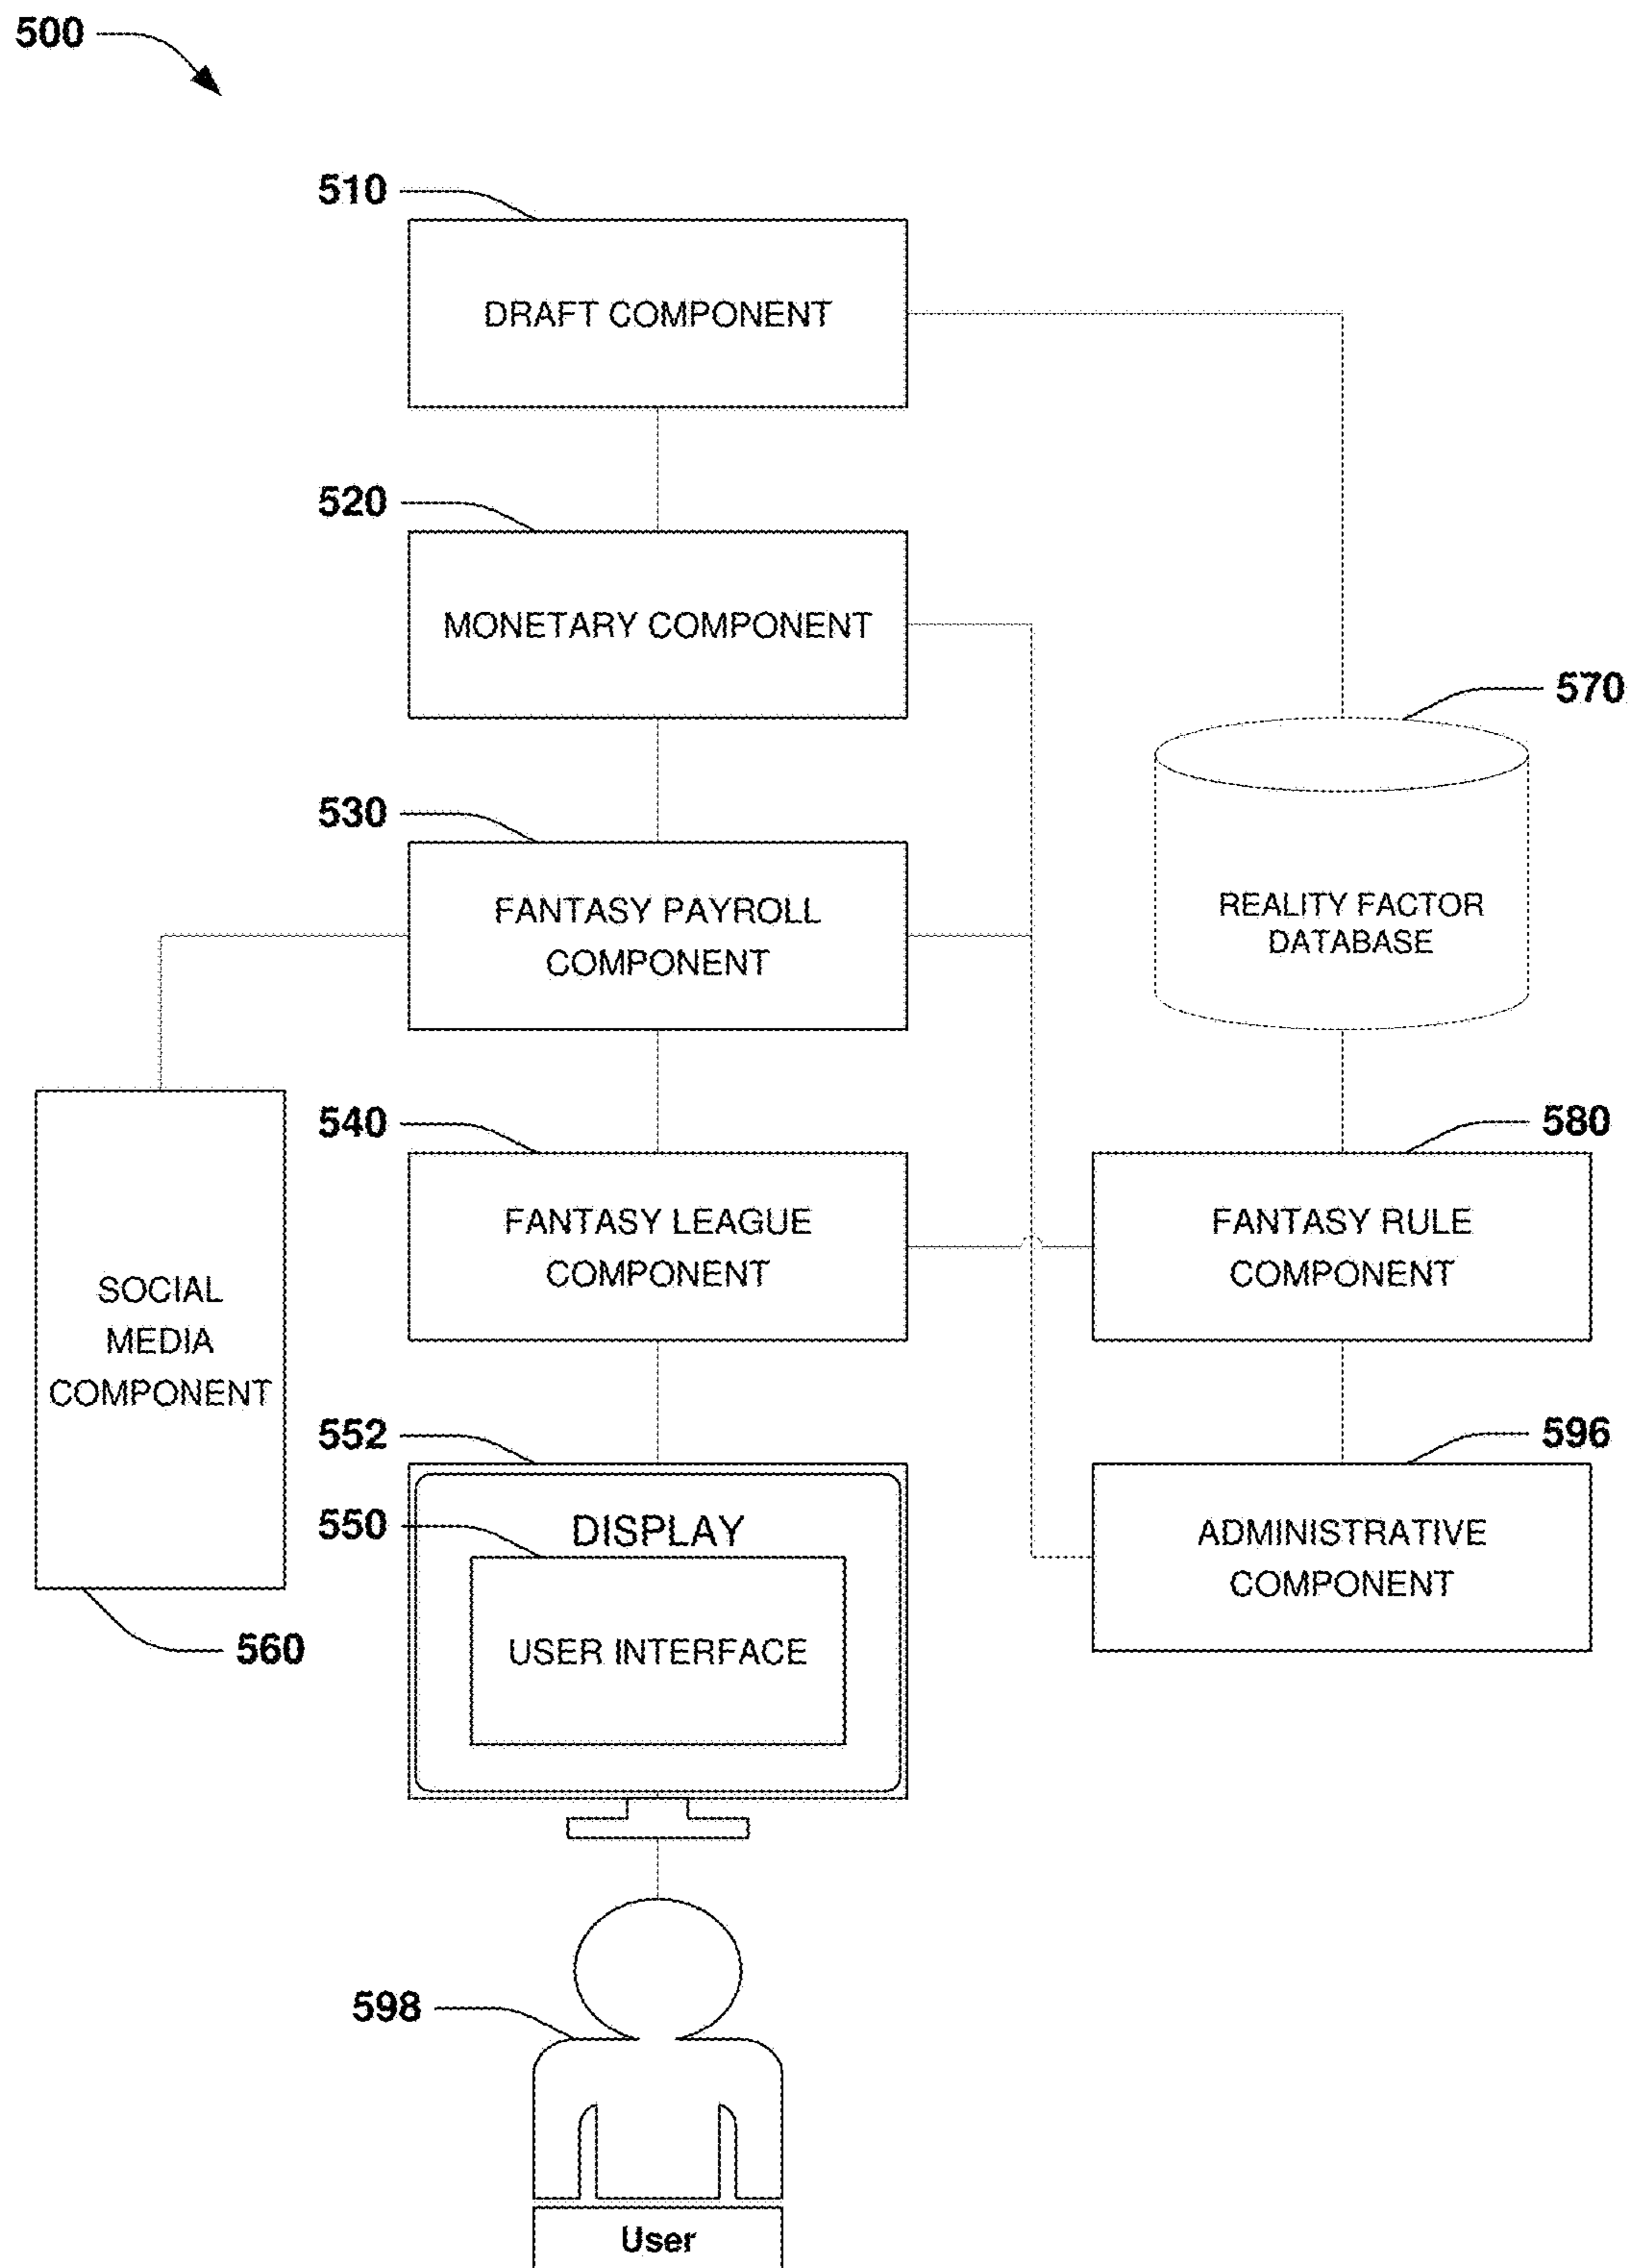 500
510
DRAFT COMPONENT
520
MONETARY COMPONENT
570
530
FANTASY PAYROLL
COMPONENT
REALITY FACTOR
DATABASE
540
FANTASY LEAGUE
COMPONENT
580
FANTASY RULE
COMPONENT
SOCIAL
MEDIA
COMPONENT
560
552
DISPLAY
550
USER INTERFACE
596
ADMINISTRATIVE
COMPONENT
598
User